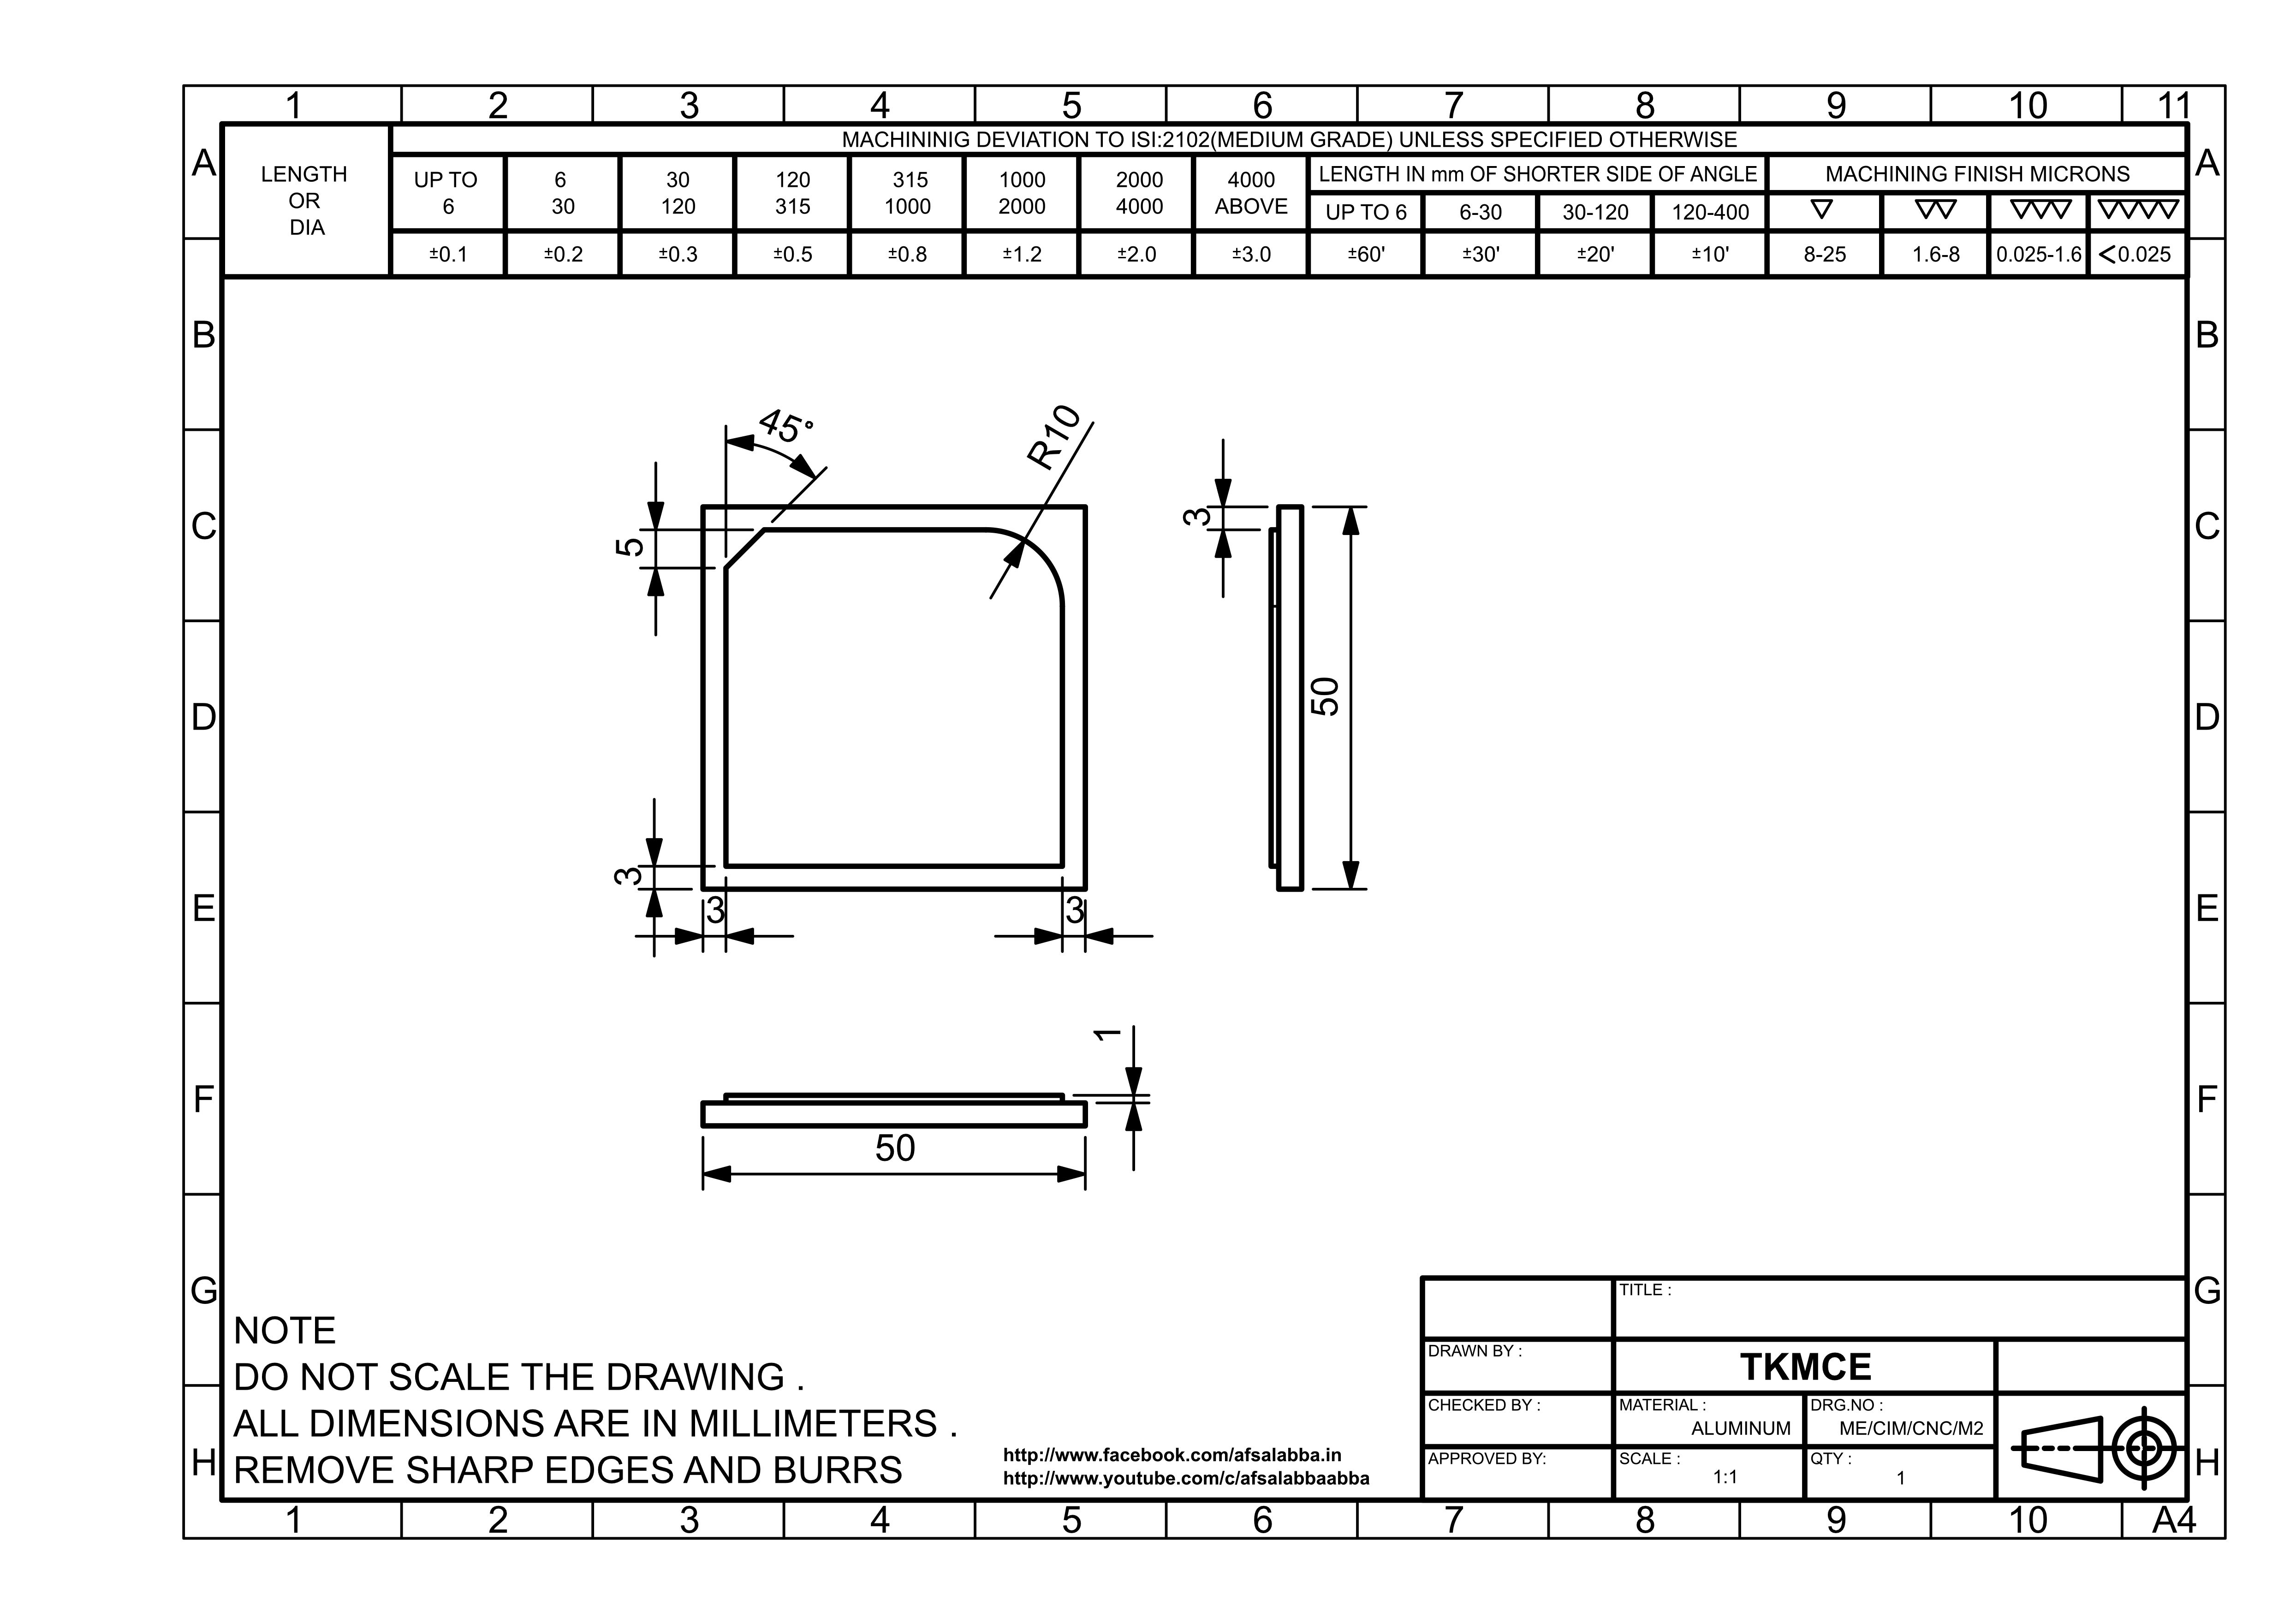 1 2 3 4 5 6 7 8 9 10 11
A A
MACHININIG DEVIATION TO ISI:2102(MEDIUM GRADE) UNLESS SPECIFIED OTHERWISE
LENGTH
OR
DIA
UP TO 6 30 120 315 1000 2000 4000
6 30 120 315 1000 2000 4000 ABOVE
LENGTH IN mm OF SHORTER SIDE OF ANGLE MACHINING FINISH MICRONS
UP TO 6 6-30 30-120 120-400
±0.1 ±0.2 ±0.3 ±0.5 ±0.8 ±1.2 ±2.0 ±3.0 ±60' ±30' ±20' ±10' 8-25 1.6-8 0.025-1.6 <0.025
B B
45° R10
C C
3
5
D D
50
3
E E
3 3
1
F F
50
G G
NOTE
DO NOT SCALE THE DRAWING .
ALL DIMENSIONS ARE IN MILLIMETERS .
REMOVE SHARP EDGES AND BURRS
http://www.facebook.com/afsalabba.in
http://www.youtube.com/c/afsalabbaabba
TITLE :
DRAWN BY :
TKMCE
CHECKED BY :
MATERIAL :
ALUMINUM
DRG.NO :
ME/CIM/CNC/M2
APPROVED BY:
SCALE :
1:1
QTY :
1
H H
1 2 3 4 5 6 7 8 9 10 A4